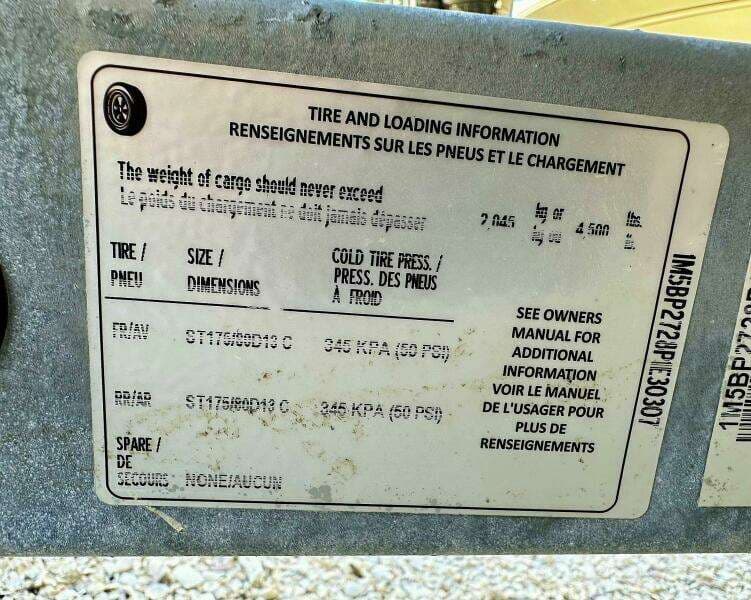 TIRE AND LOADING INFORMATION
RENSEIGNEMENTS SUR LES PNEUS ET LE CHARGEMENT
The weight of cargo should never exceed
Le poids du chargement ne doit jamais dépasser
2,045 kg or 4,500 lbs.
kg ou lb.
TIRE /
PNEU
SIZE /
DIMENSIONS
COLD TIRE PRESS. /
PRESS. DES PNEUS
À FROID
FR/AV ST175/80D13 C 345 KPA (50 PSI)
RR/AR ST175/80D13 C 345 KPA (50 PSI)
SPARE /
DE
SECOURS NONE/AUCUN
SEE OWNERS
MANUAL FOR
ADDITIONAL
INFORMATION
VOIR LE MANUEL
DE L'USAGER POUR
PLUS DE
RENSEIGNEMENTS